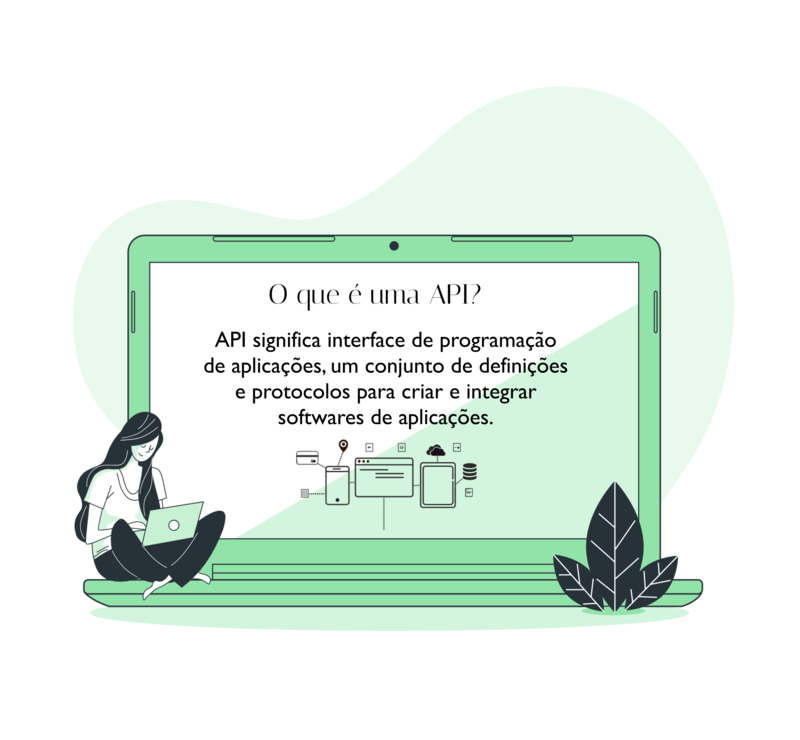 O que é uma API?
API significa interface de programação
de aplicações, um conjunto de definições
e protocolos para criar e integrar
softwares de aplicações.